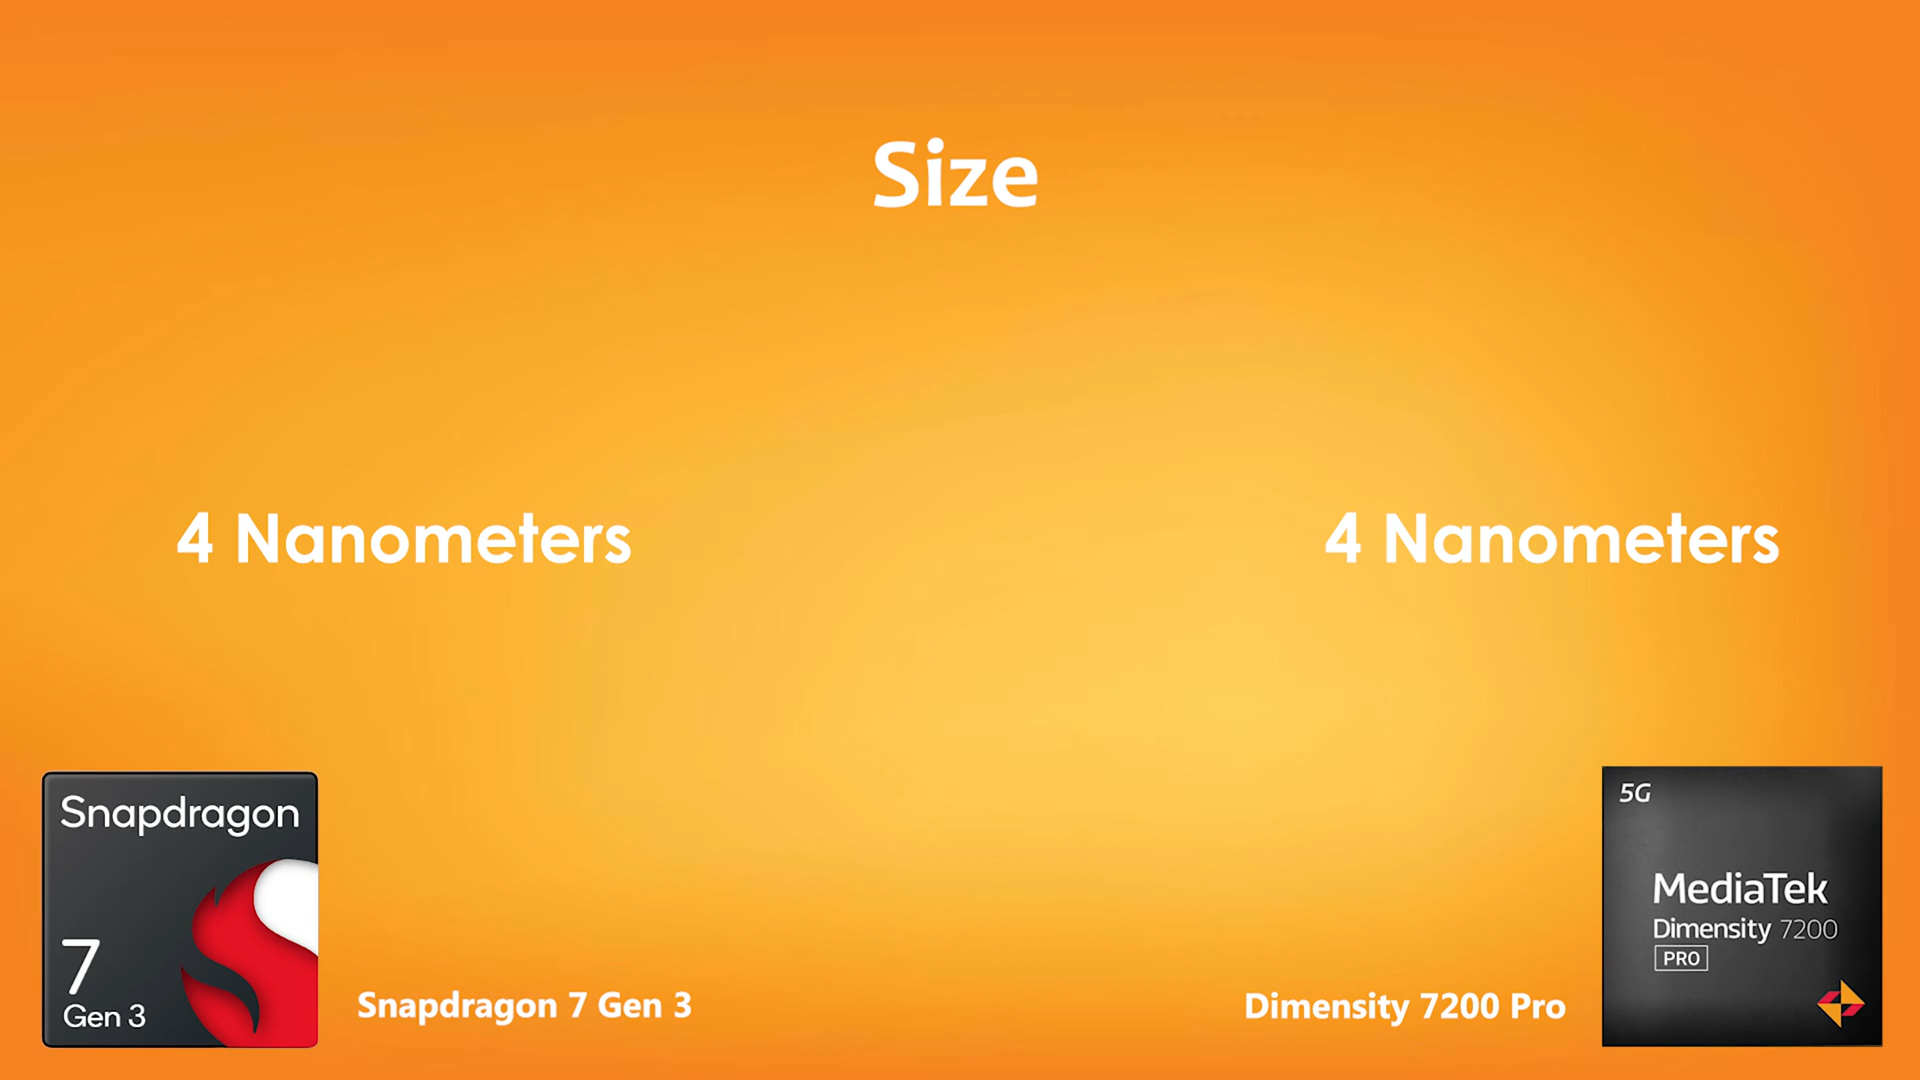 Size
4 Nanometers
4 Nanometers
Snapdragon
7
Gen 3
Snapdragon 7 Gen 3
Dimensity 7200 Pro
5G
MediaTek
Dimensity 7200
PRO